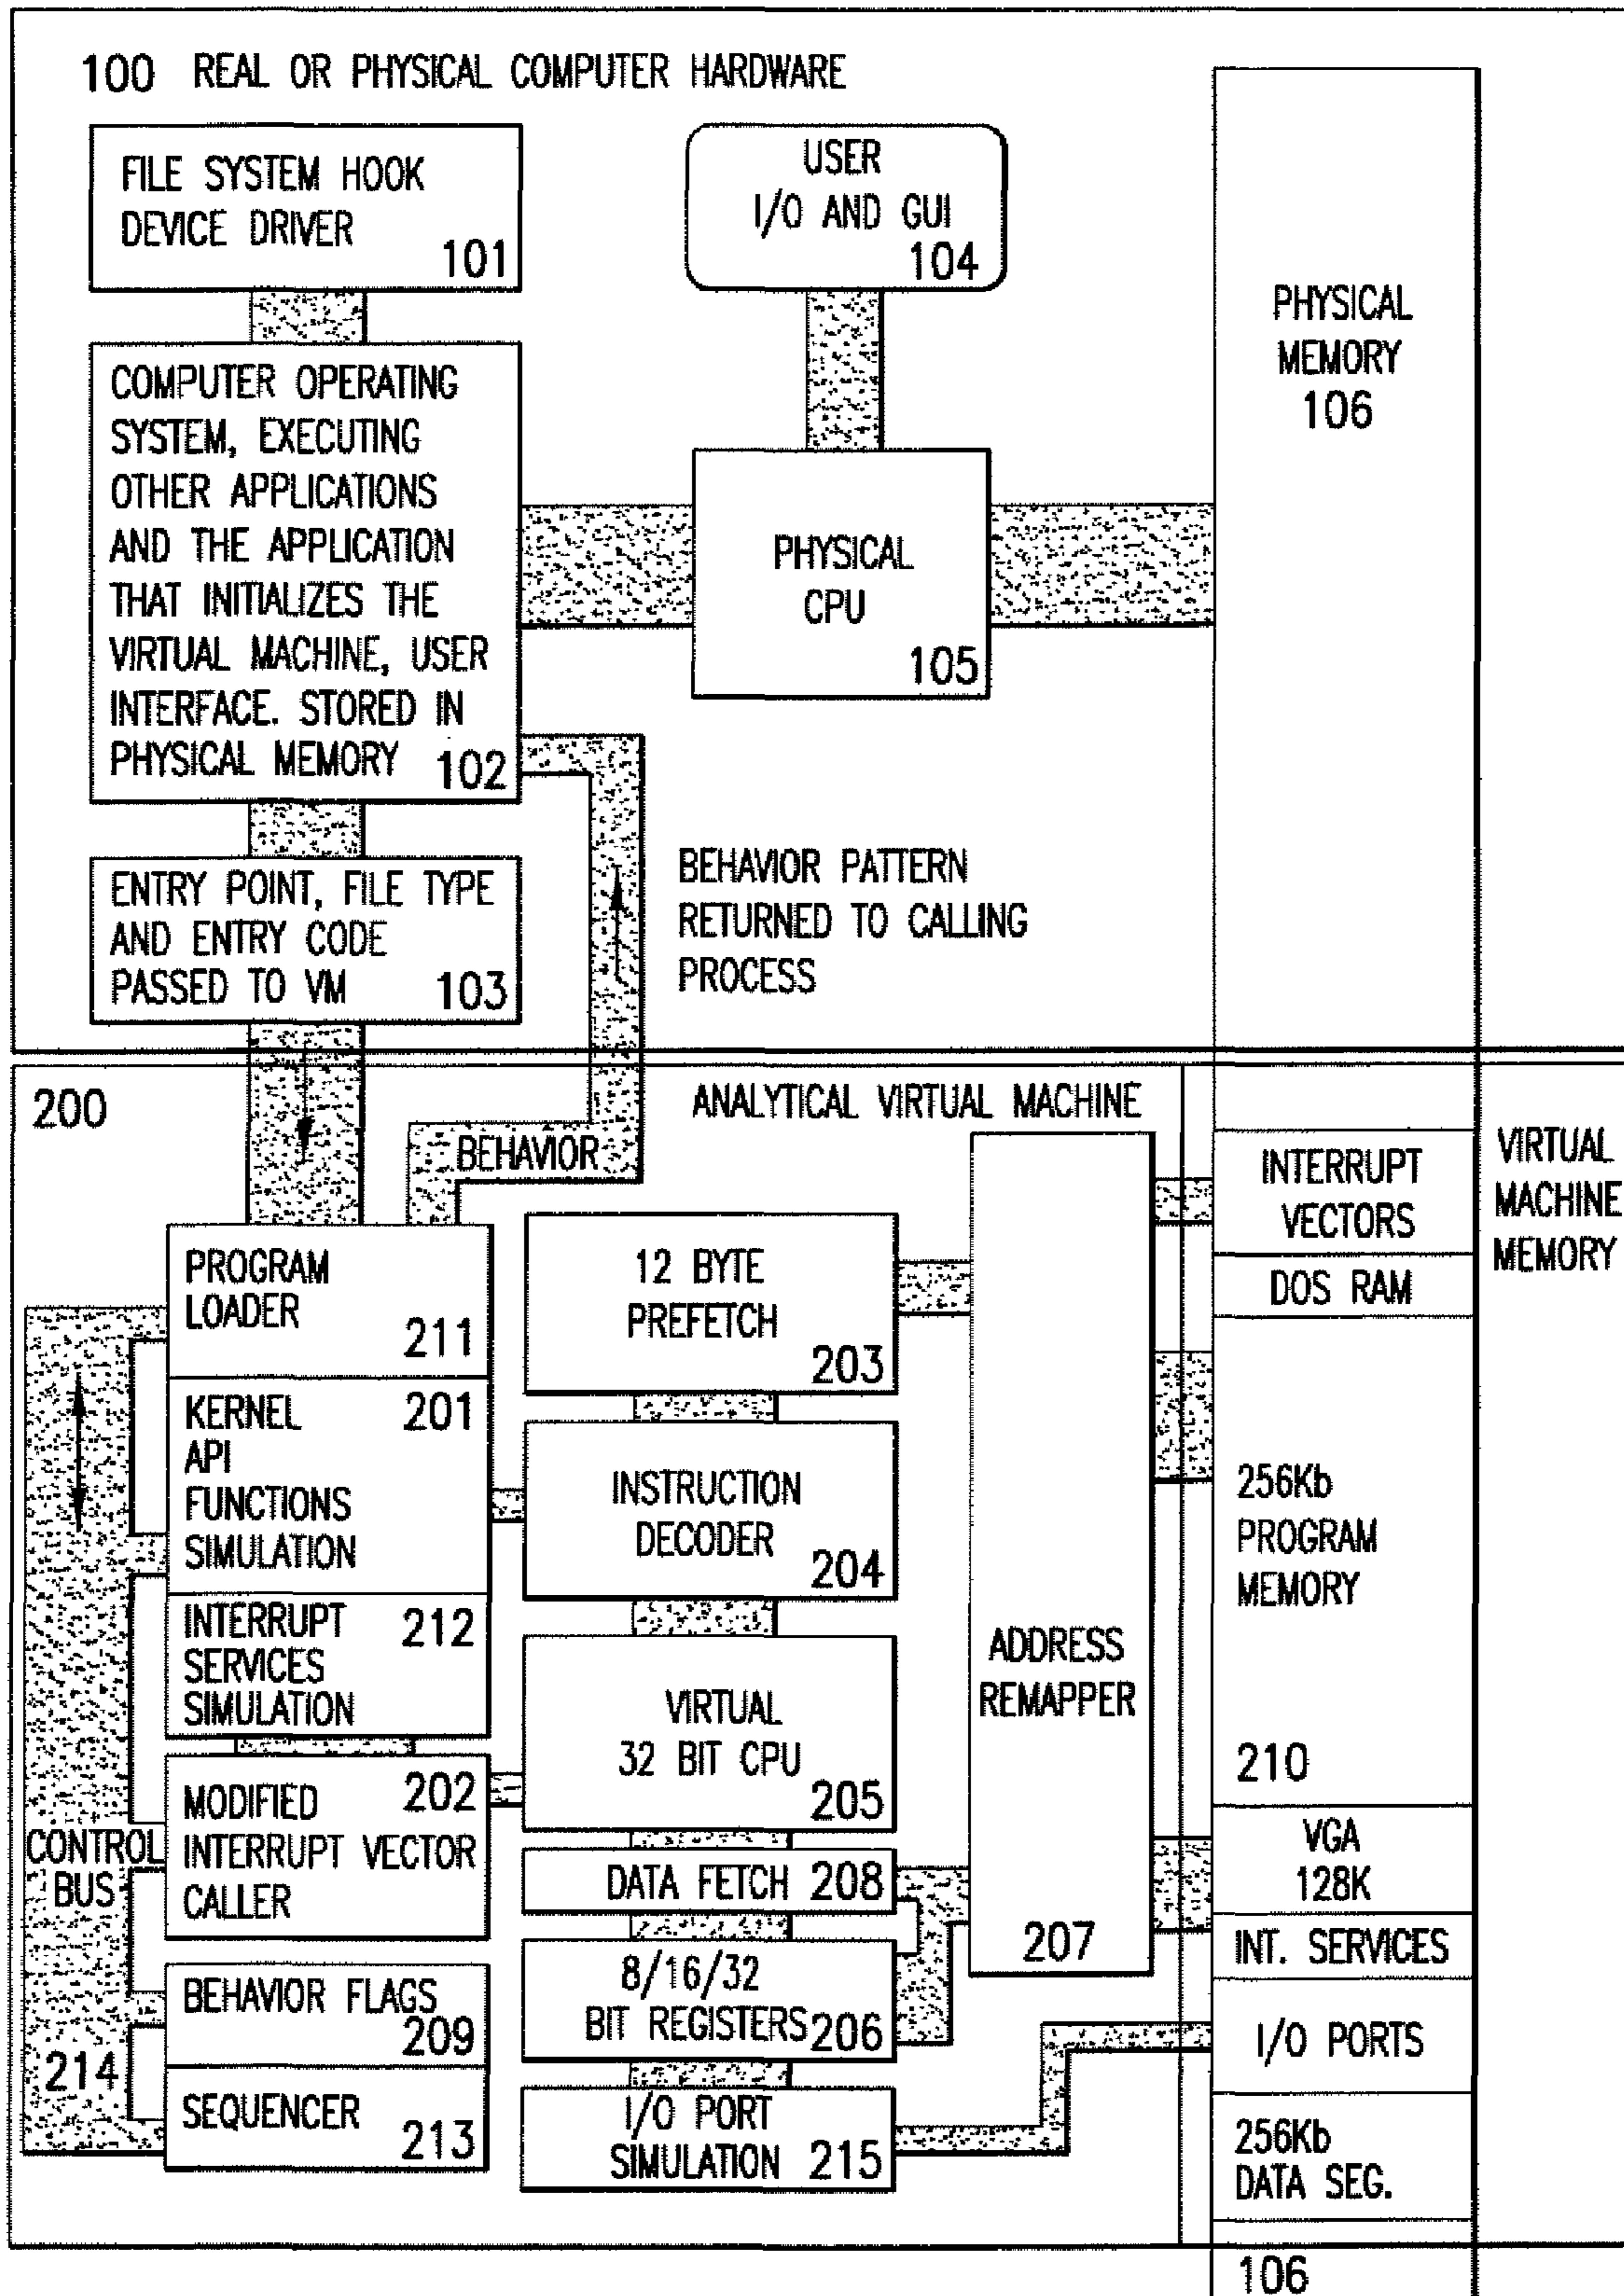 100 REAL OR PHYSICAL COMPUTER HARDWARE
FILE SYSTEM HOOK
DEVICE DRIVER
101
USER
I/O AND GUI
104
PHYSICAL
MEMORY
106
COMPUTER OPERATING
SYSTEM, EXECUTING
OTHER APPLICATIONS
AND THE APPLICATION
THAT INITIALIZES THE
VIRTUAL MACHINE, USER
INTERFACE. STORED IN
PHYSICAL MEMORY 102
PHYSICAL
CPU
105
ENTRY POINT, FILE TYPE
AND ENTRY CODE
PASSED TO VM 103
BEHAVIOR PATTERN
RETURNED TO CALLING
PROCESS
200
ANALYTICAL VIRTUAL MACHINE
BEHAVIOR
PROGRAM
LOADER
211
KERNEL 201
API
FUNCTIONS
SIMULATION
INTERRUPT 212
SERVICES
SIMULATION
MODIFIED 202
INTERRUPT VECTOR
CALLER
CONTROL
BUS
214
BEHAVIOR FLAGS
209
SEQUENCER
213
12 BYTE
PREFETCH
203
INSTRUCTION
DECODER
204
VIRTUAL
32 BIT CPU
205
DATA FETCH 208
8/16/32
BIT REGISTERS 206
I/O PORT
SIMULATION 215
ADDRESS
REMAPPER
207
INTERRUPT
VECTORS
DOS RAM
256Kb
PROGRAM
MEMORY
210
VGA
128K
INT. SERVICES
I/O PORTS
256Kb
DATA SEG.
106
VIRTUAL
MACHINE
MEMORY